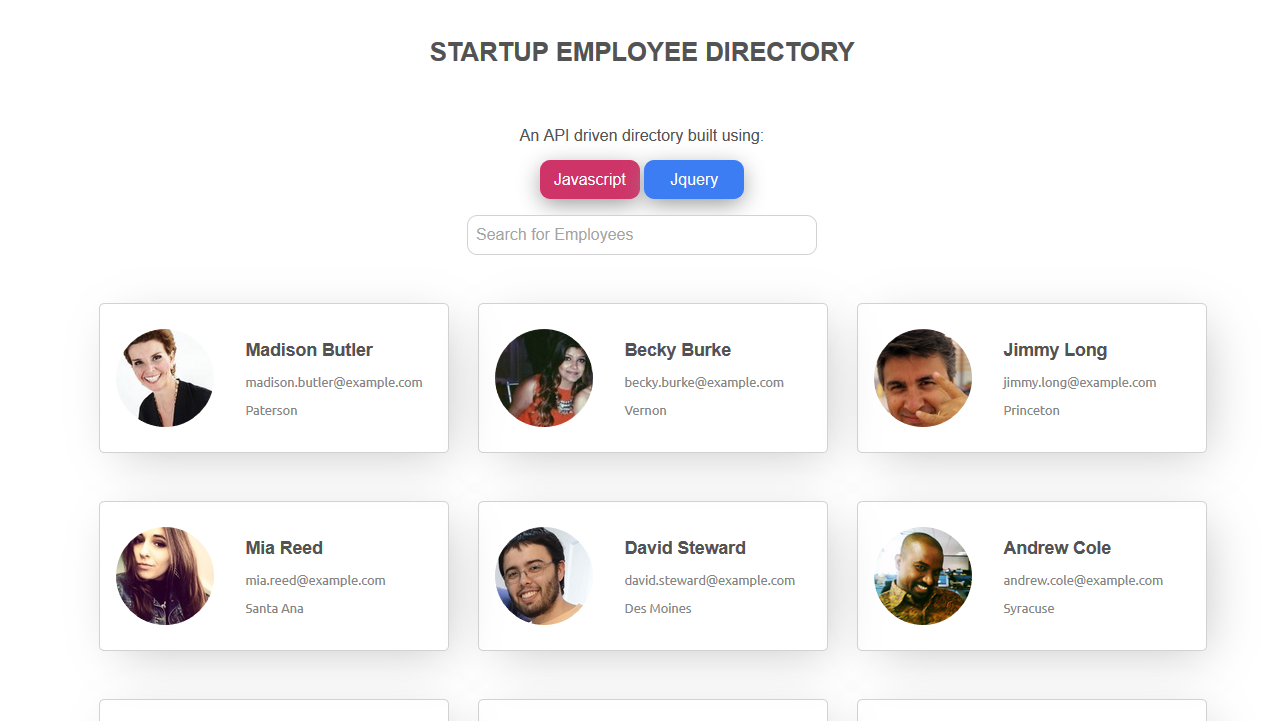 STARTUP EMPLOYEE DIRECTORY
An API driven directory built using:
Javascript Jquery
Search for Employees
Madison Butler
madison.butler@example.com
Paterson
Becky Burke
becky.burke@example.com
Vernon
Jimmy Long
jimmy.long@example.com
Princeton
Mia Reed
mia.reed@example.com
Santa Ana
David Steward
david.steward@example.com
Des Moines
Andrew Cole
andrew.cole@example.com
Syracuse